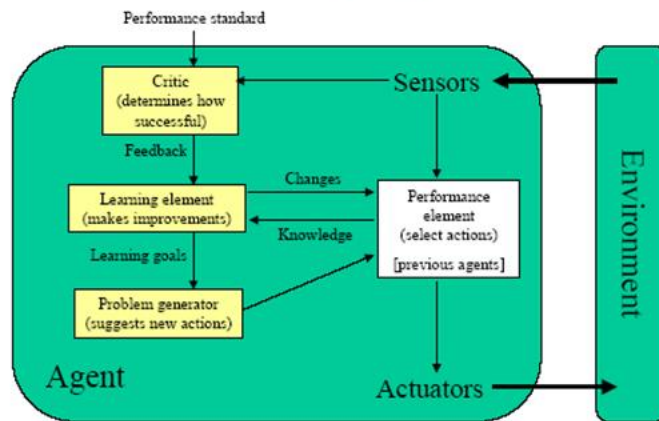 Performance standard
Critic
(determines how
successful)
Sensors
Feedback
Changes
Learning element
(makes improvements)
Performance
element
(select actions)
[previous agents]
Knowledge
Learning goals
Problem generator
(suggests new actions)
Agent
Actuators
Environment